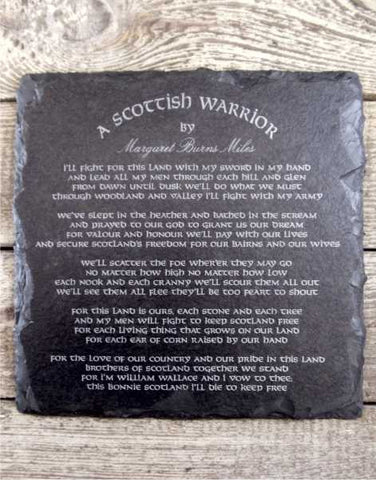 A SCOTTISH WARRIOR
BY
Margaret Burns Miles
I'LL FIGHT FOR THIS LAND WITH MY SWORD IN MY HAND
AND LEAD ALL MY MEN THROUGH EACH HILL AND GLEN
FROM DAWN UNTIL DUSK WE'LL DO WHAT WE MUST
THROUGH WOODLAND AND VALLEY I'LL FIGHT WITH MY ARMY
WE'VE SLEPT IN THE HEATHER AND BATHED IN THE STREAM
AND PRAYED TO OUR GOD TO GRANT US OUR DREAM
FOR VALOUR AND HONOUR WE'LL PAY WITH OUR LIVES
AND SECURE SCOTLAND'S FREEDOM FOR OUR BAIRNS AND OUR WIVES
WE'LL SCATTER THE FOE WHER'ER THEY MAY GO
NO MATTER HOW HIGH NO MATTER HOW LOW
EACH NOOK AND EACH CRANNY WE'LL SCOUR THEM ALL OUT
WE'LL SEE THEM ALL FLEE THEY'LL BE TOO FEART TO SHOUT
FOR THIS LAND IS OURS, EACH STONE AND EACH TREE
AND MY MEN WILL FIGHT TO KEEP SCOTLAND FREE
FOR EACH LIVING THING THAT GROWS ON OUR LAND
FOR EACH EAR OF CORN RAISED BY OUR HAND
FOR THE LOVE OF OUR COUNTRY AND OUR PRIDE IN THIS LAND
BROTHERS OF SCOTLAND TOGETHER WE STAND
FOR I'M WILLIAM WALLACE AND I VOW TO THEE,
THIS BONNIE SCOTLAND I'LL DIE TO KEEP FREE